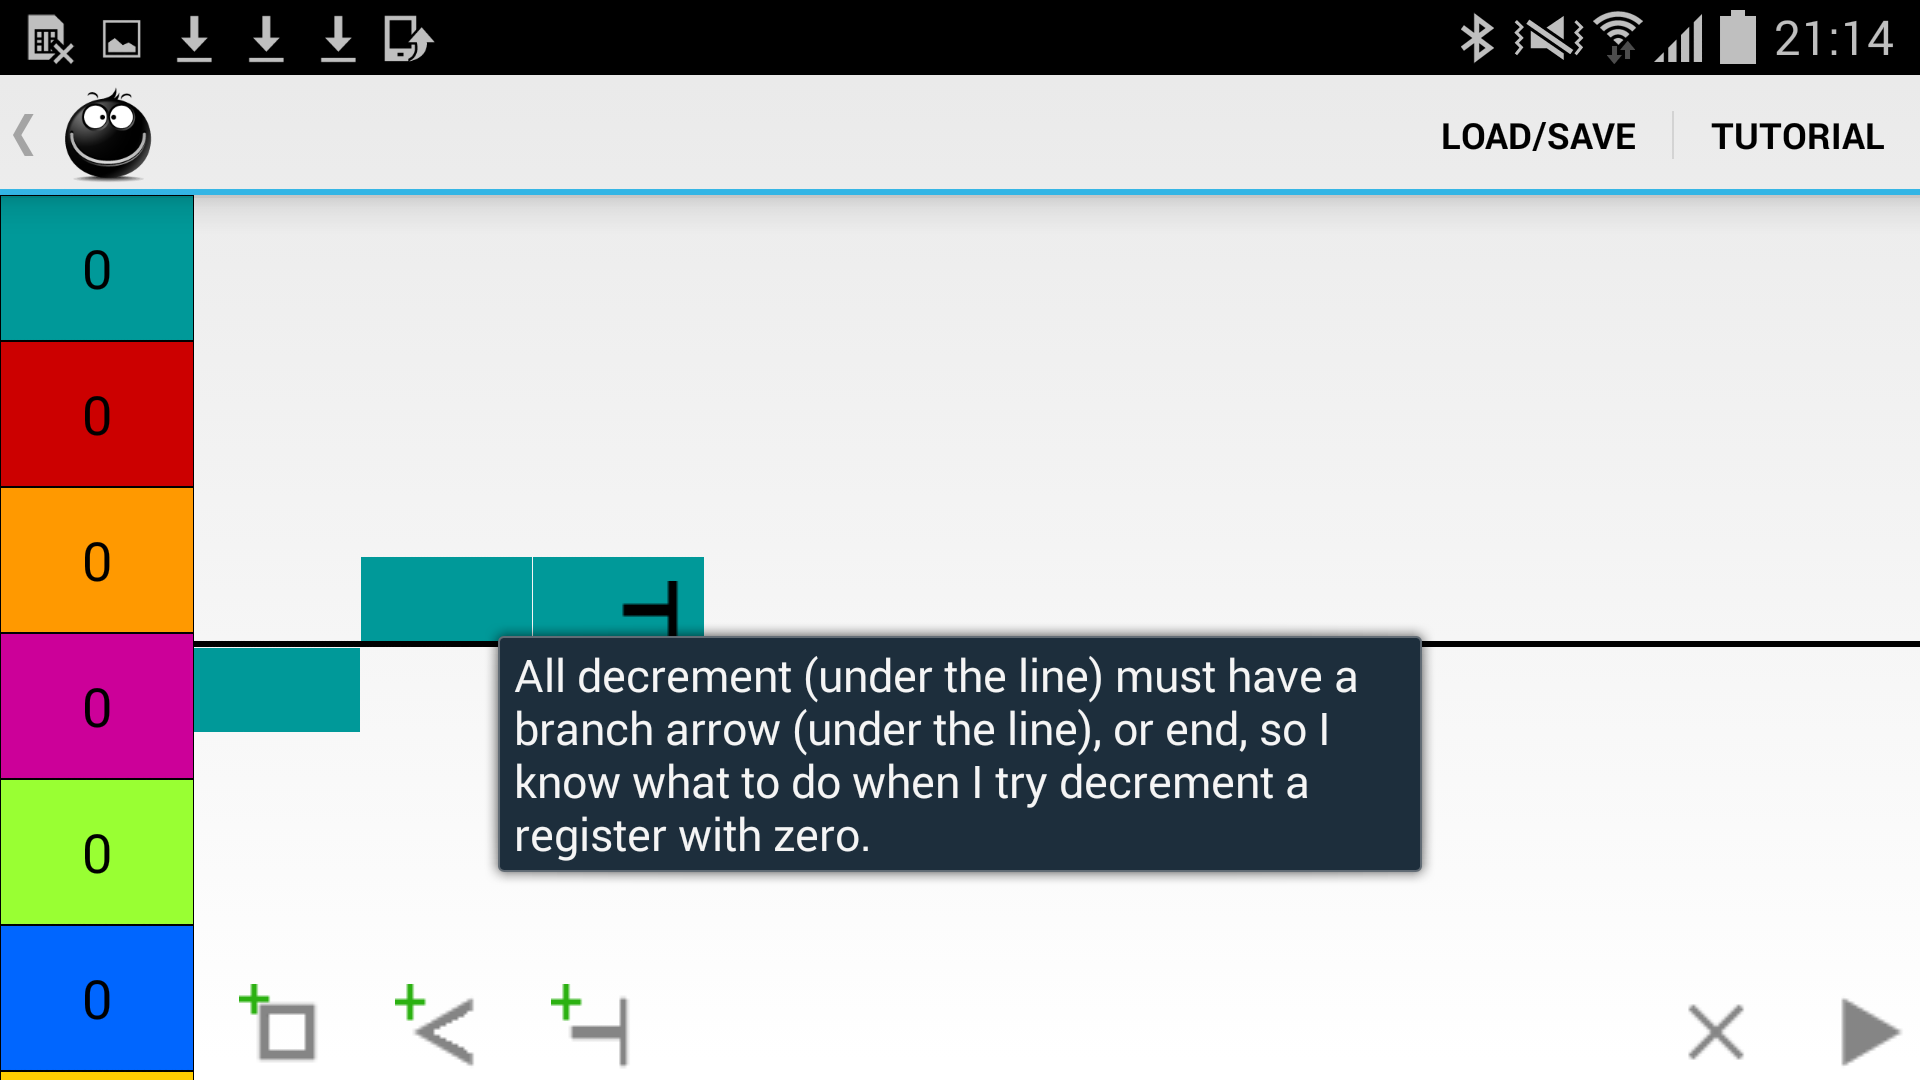 21:14
LOAD/SAVE
TUTORIAL
0
0
0
0
0
0
All decrement (under the line) must have a
branch arrow (under the line), or end, so I
know what to do when I try decrement a
register with zero.